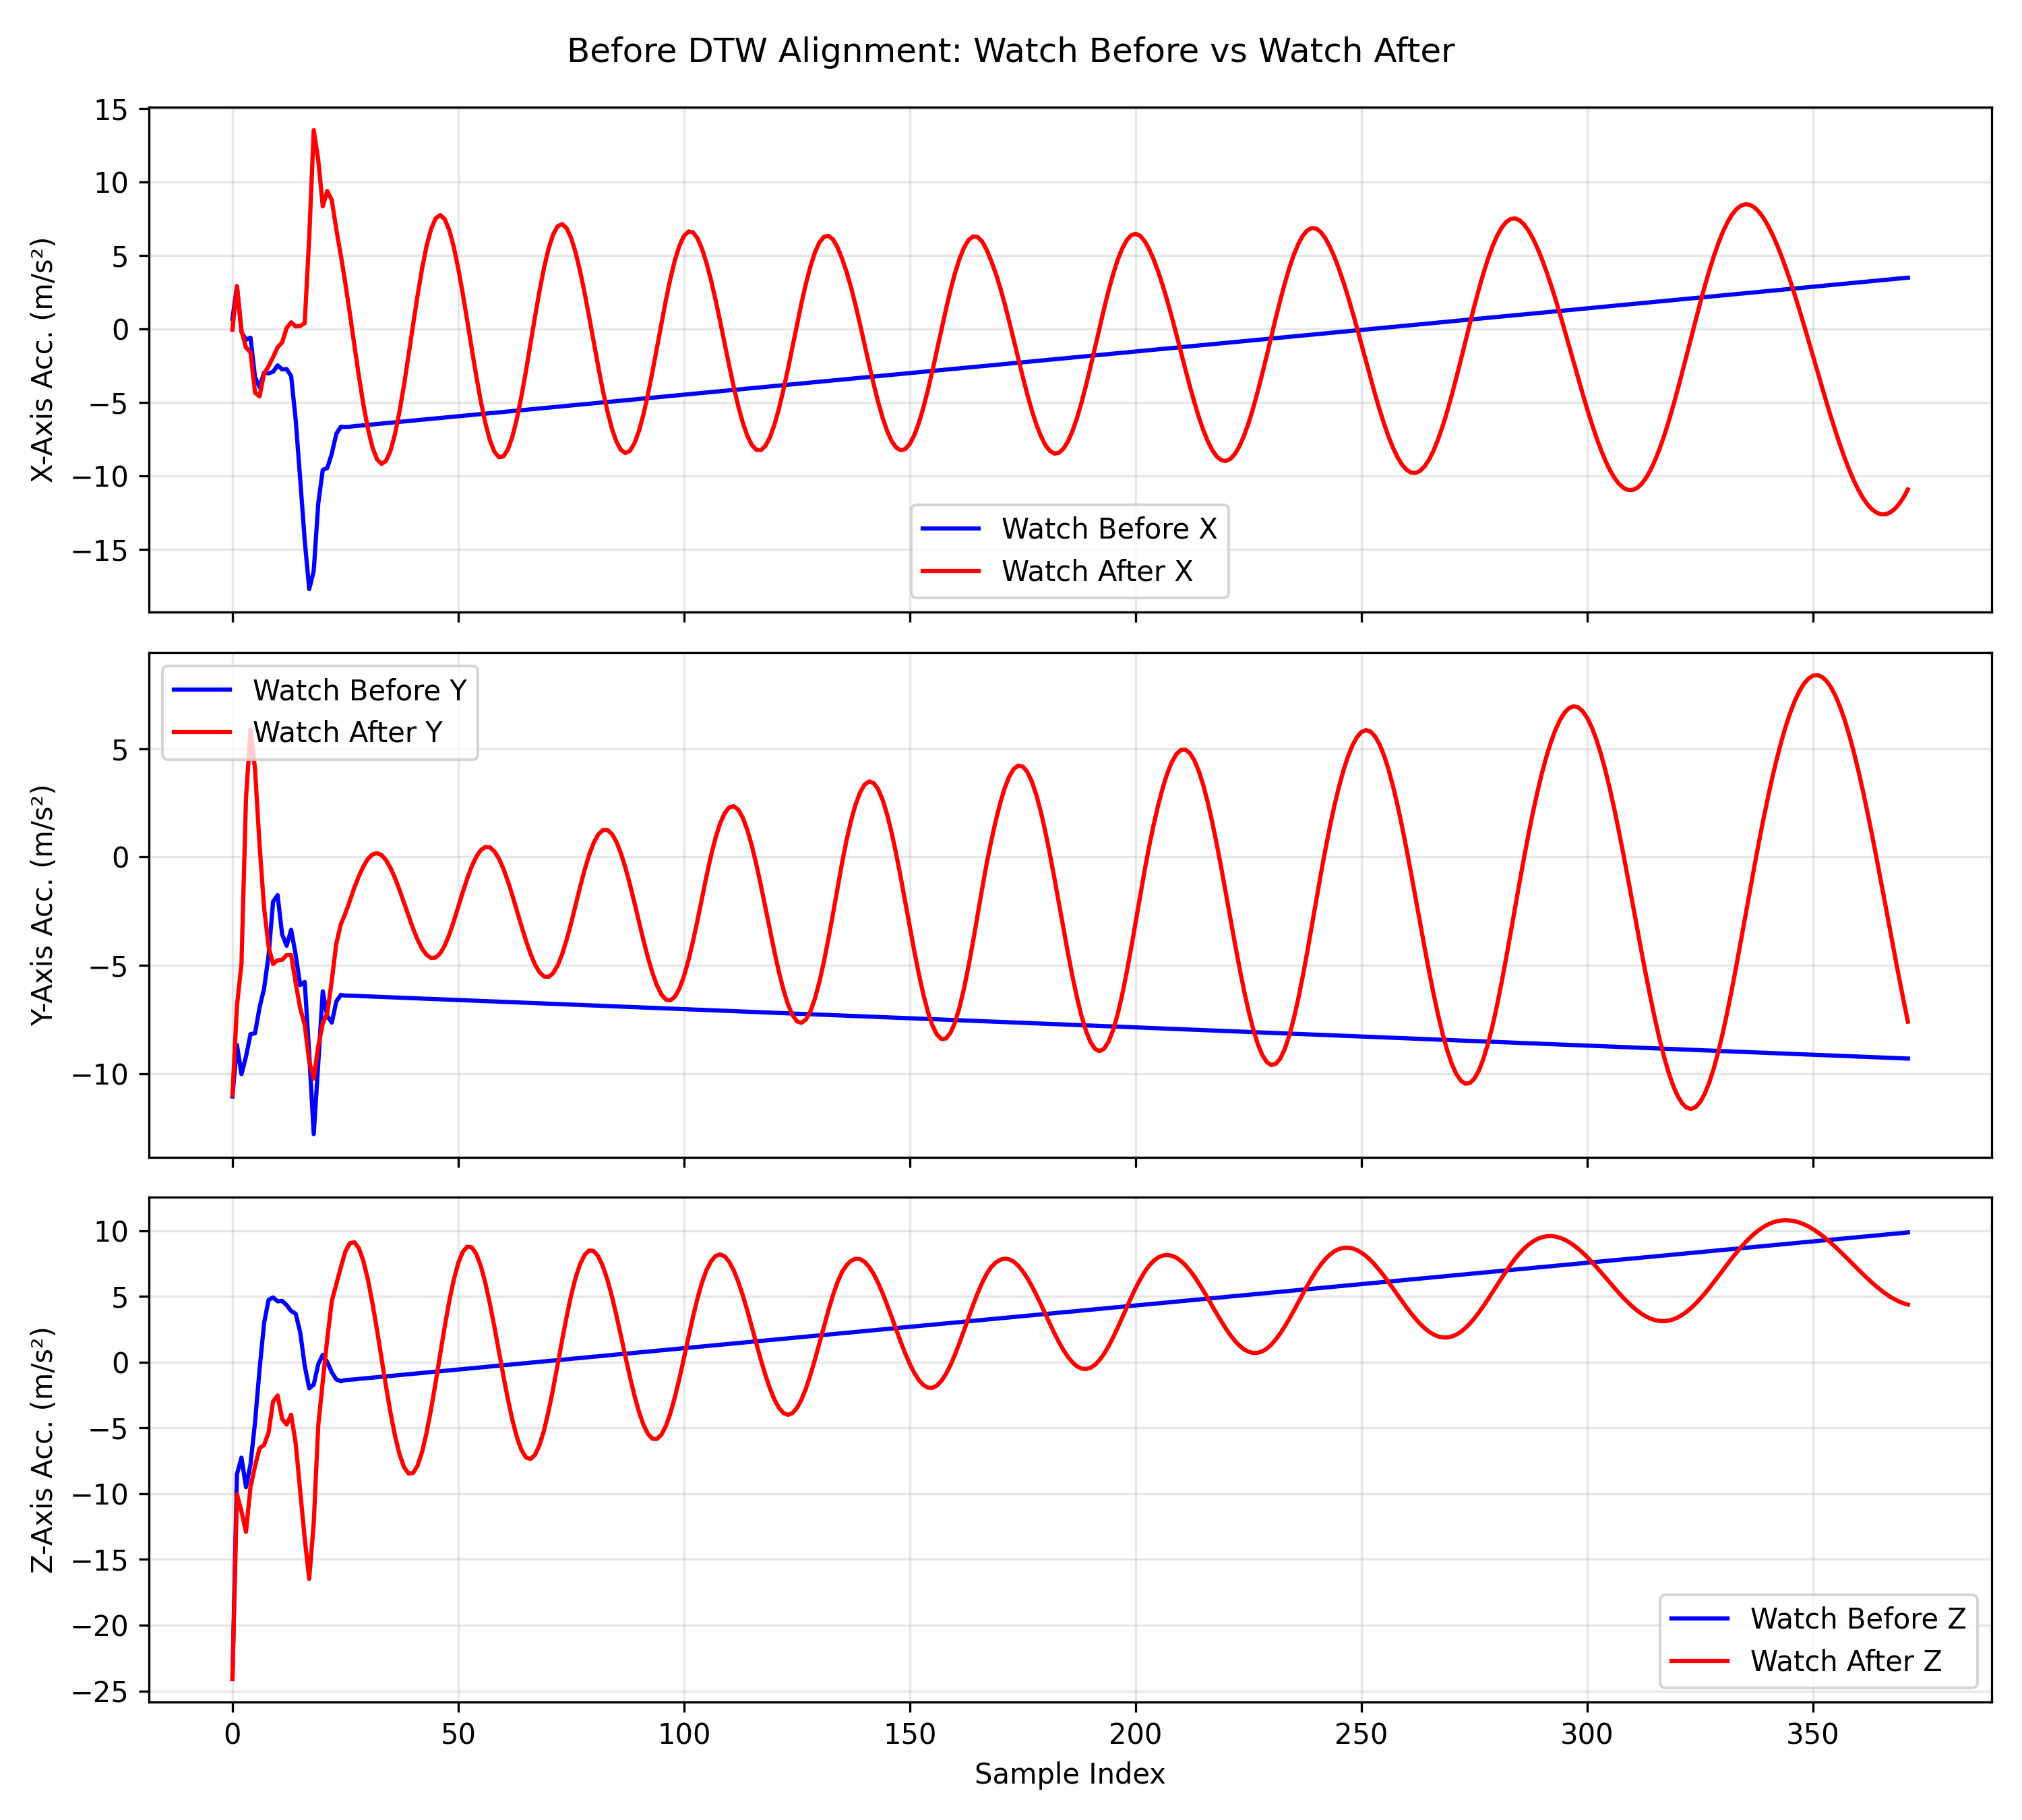 Before DTW Alignment: Watch Before vs Watch After
X-Axis Acc. (m/s²)
15
10
5
0
−5
−10
−15
Watch Before X
Watch After X
Y-Axis Acc. (m/s²)
5
0
−5
−10
Watch Before Y
Watch After Y
Z-Axis Acc. (m/s²)
10
5
0
−5
−10
−15
−20
−25
Watch Before Z
Watch After Z
0 50 100 150 200 250 300 350
Sample Index